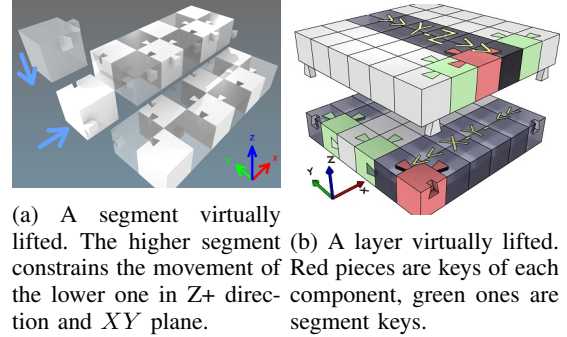 z
y
x
>> Y-Z >>
Z
Y
X
(a) A segment virtually
lifted. The higher segment
constrains the movement of
the lower one in Z+ direc-
tion and XY plane.
(b) A layer virtually lifted.
Red pieces are keys of each
component, green ones are
segment keys.